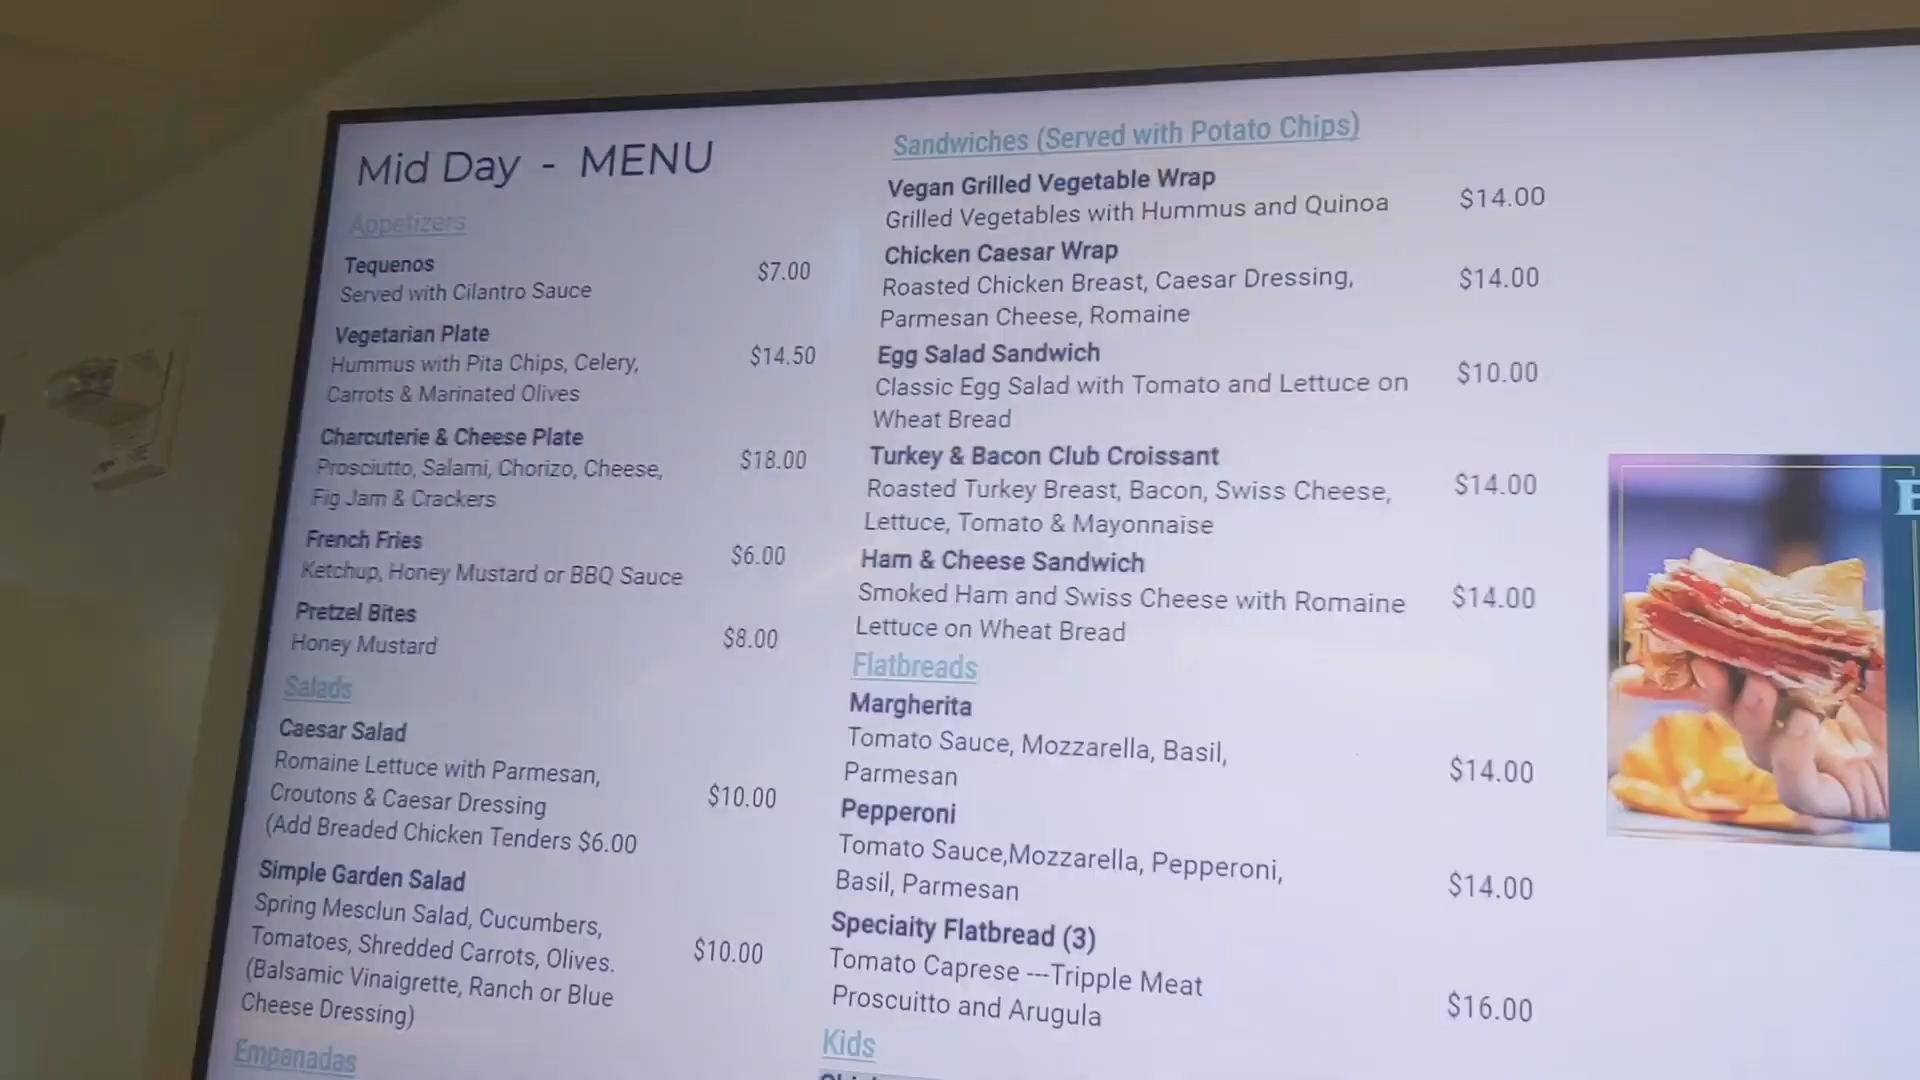 Mid Day - MENU
Appetizers
Tequenos
Served with Cilantro Sauce
$7.00
Vegetarian Plate
Hummus with Pita Chips, Celery,
Carrots & Marinated Olives
$14.50
Charcuterie & Cheese Plate
Prosciutto, Salami, Chorizo, Cheese,
Fig Jam & Crackers
$18.00
French Fries
Ketchup, Honey Mustard or BBQ Sauce
$6.00
Pretzel Bites
Honey Mustard
$8.00
Salads
Caesar Salad
Romaine Lettuce with Parmesan,
Croutons & Caesar Dressing
(Add Breaded Chicken Tenders $6.00
$10.00
Simple Garden Salad
Spring Mesclun Salad, Cucumbers,
Tomatoes, Shredded Carrots, Olives.
(Balsamic Vinaigrette, Ranch or Blue
Cheese Dressing)
$10.00
Empanadas
Sandwiches (Served with Potato Chips)
Vegan Grilled Vegetable Wrap
Grilled Vegetables with Hummus and Quinoa
$14.00
Chicken Caesar Wrap
Roasted Chicken Breast, Caesar Dressing,
Parmesan Cheese, Romaine
$14.00
Egg Salad Sandwich
Classic Egg Salad with Tomato and Lettuce on
Wheat Bread
$10.00
Turkey & Bacon Club Croissant
Roasted Turkey Breast, Bacon, Swiss Cheese,
Lettuce, Tomato & Mayonnaise
$14.00
Ham & Cheese Sandwich
Smoked Ham and Swiss Cheese with Romaine
Lettuce on Wheat Bread
$14.00
Flatbreads
Margherita
Tomato Sauce, Mozzarella, Basil,
Parmesan
$14.00
Pepperoni
Tomato Sauce,Mozzarella, Pepperoni,
Basil, Parmesan
$14.00
Specialty Flatbread (3)
Tomato Caprese ---Tripple Meat
Proscuitto and Arugula
$16.00
Kids